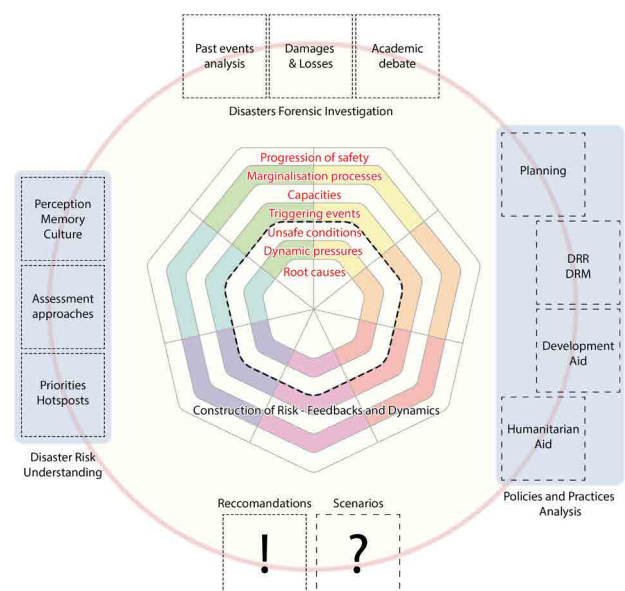 Past events
analysis
Damages
& Losses
Academic
debate
Disasters Forensic Investigation
Progression of safety
Marginalisation processes
Capacities
Triggering events
Unsafe conditions
Dynamic pressures
Root causes
Construction of Risk - Feedbacks and Dynamics
Perception
Memory
Culture
Assessment
approaches
Priorities
Hotsposts
Disaster Risk
Understanding
Planning
DRR
DRM
Development
Aid
Humanitarian
Aid
Policies and Practices
Analysis
Reccomandations
!
Scenarios
?